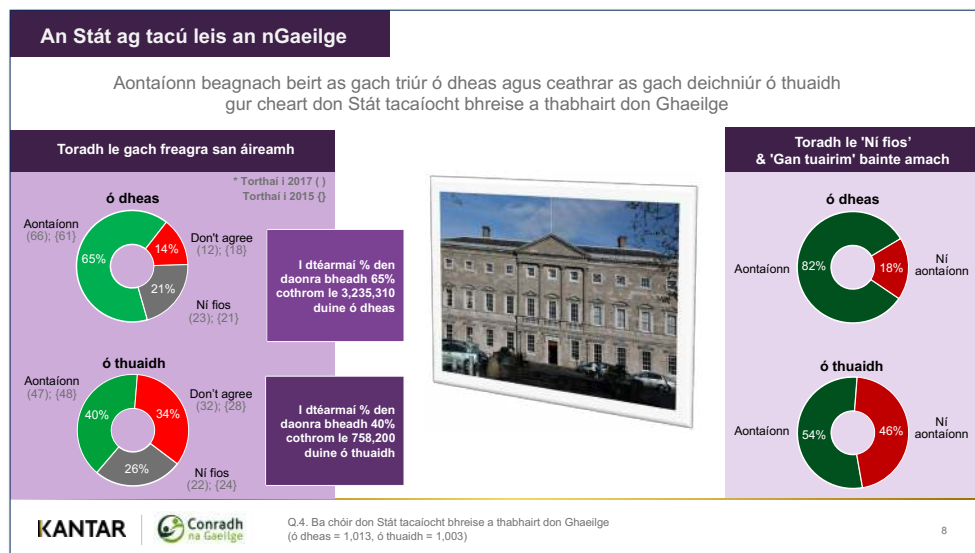 An Stát ag tacú leis an nGaeilge
Aontaíonn beagnach beirt as gach triúr ó dheas agus ceathrar as gach deichniúr ó thuaidh
gur cheart don Stát tacaíocht bhreise a thabhairt don Ghaeilge
Toradh le gach freagra san áireamh
* Torthaí i 2017 ( )
Torthaí i 2015 {}
ó dheas
Aontaíonn
(66); {61}
65%
14%
21%
Don't agree
(12); {18}
Ní fios
(23); {21}
I dtéarmaí % den
daonra bheadh 65%
cothrom le 3,235,310
duine ó dheas
ó thuaidh
Aontaíonn
(47); {48}
40%
34%
26%
Don’t agree
(32); {28}
Ní fios
(22); {24}
I dtéarmaí % den
daonra bheadh 40%
cothrom le 758,200
duine ó thuaidh
Toradh le 'Ní fios’
& 'Gan tuairim' bainte amach
ó dheas
Aontaíonn
82%
18%
Ní
aontaíonn
ó thuaidh
Aontaíonn
54%
46%
Ní
aontaíonn
KANTAR
Conradh
na Gaeilge
Q.4. Ba chóir don Stát tacaíocht bhreise a thabhairt don Ghaeilge
(ó dheas = 1,013, ó thuaidh = 1,003)
8